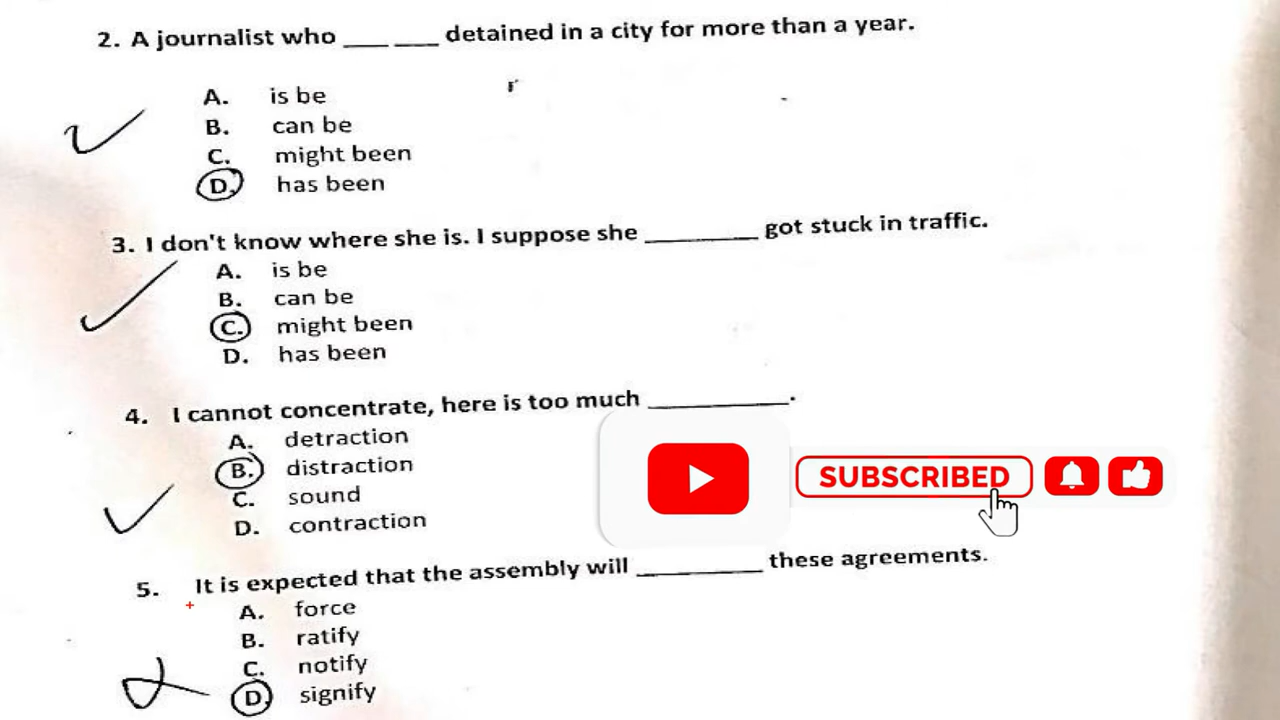 2. A journalist who ___ ___ detained in a city for more than a year.
A. is be
B. can be
C. might been
D. has been
3. I don't know where she is. I suppose she ________ got stuck in traffic.
A. is be
B. can be
C. might been
D. has been
4. I cannot concentrate, here is too much __________.
A. detraction
B. distraction
C. sound
D. contraction
SUBSCRIBED
5. It is expected that the assembly will _________ these agreements.
A. force
B. ratify
C. notify
D. signify